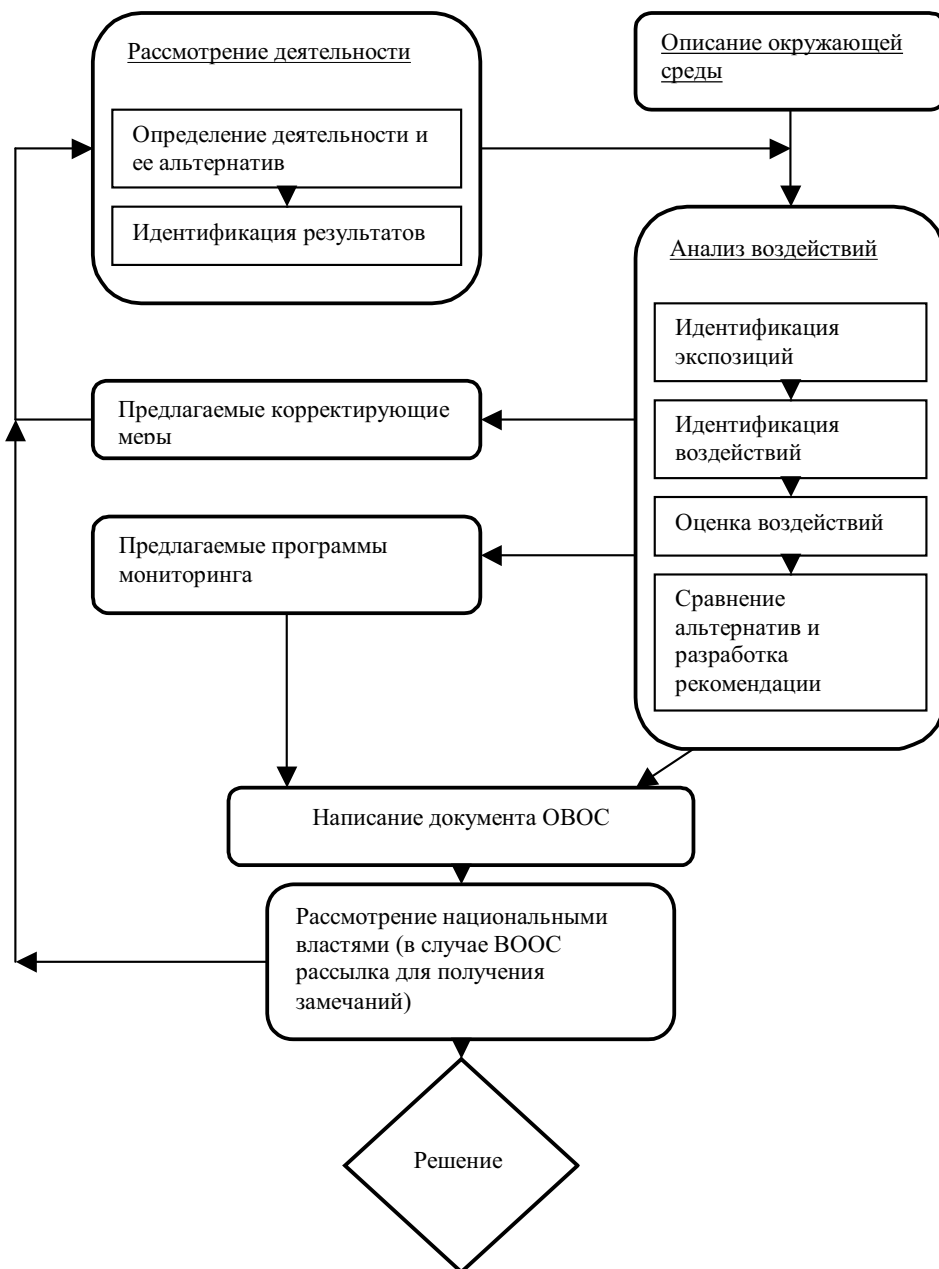 Рассмотрение деятельности
Определение деятельности и
ее альтернатив
Идентификация результатов
Описание окружающей
среды
Анализ воздействий
Идентификация
экспозиций
Идентификация
воздействий
Оценка воздействий
Сравнение
альтернатив и
разработка
рекомендации
Предлагаемые корректирующие
меры
Предлагаемые программы
мониторинга
Написание документа ОВОС
Рассмотрение национальными
властями (в случае ВООС
рассылка для получения
замечаний)
Решение